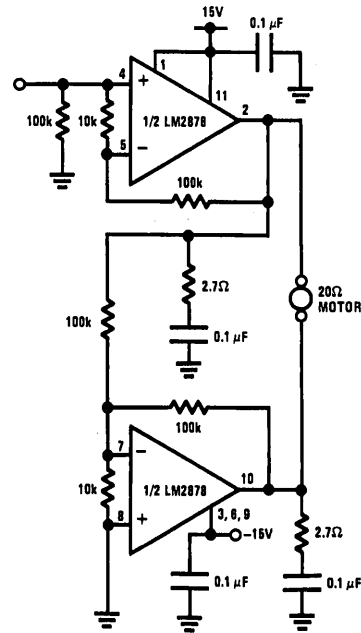 15V
0.1 μF
1
4
+
11
100k
10k
1/2 LM2878
2
5
−
100k
2.7Ω
20Ω
MOTOR
100k
0.1 μF
100k
7
−
10k
1/2 LM2878
10
8
+
3, 6, 9
−15V
2.7Ω
0.1 μF
0.1 μF